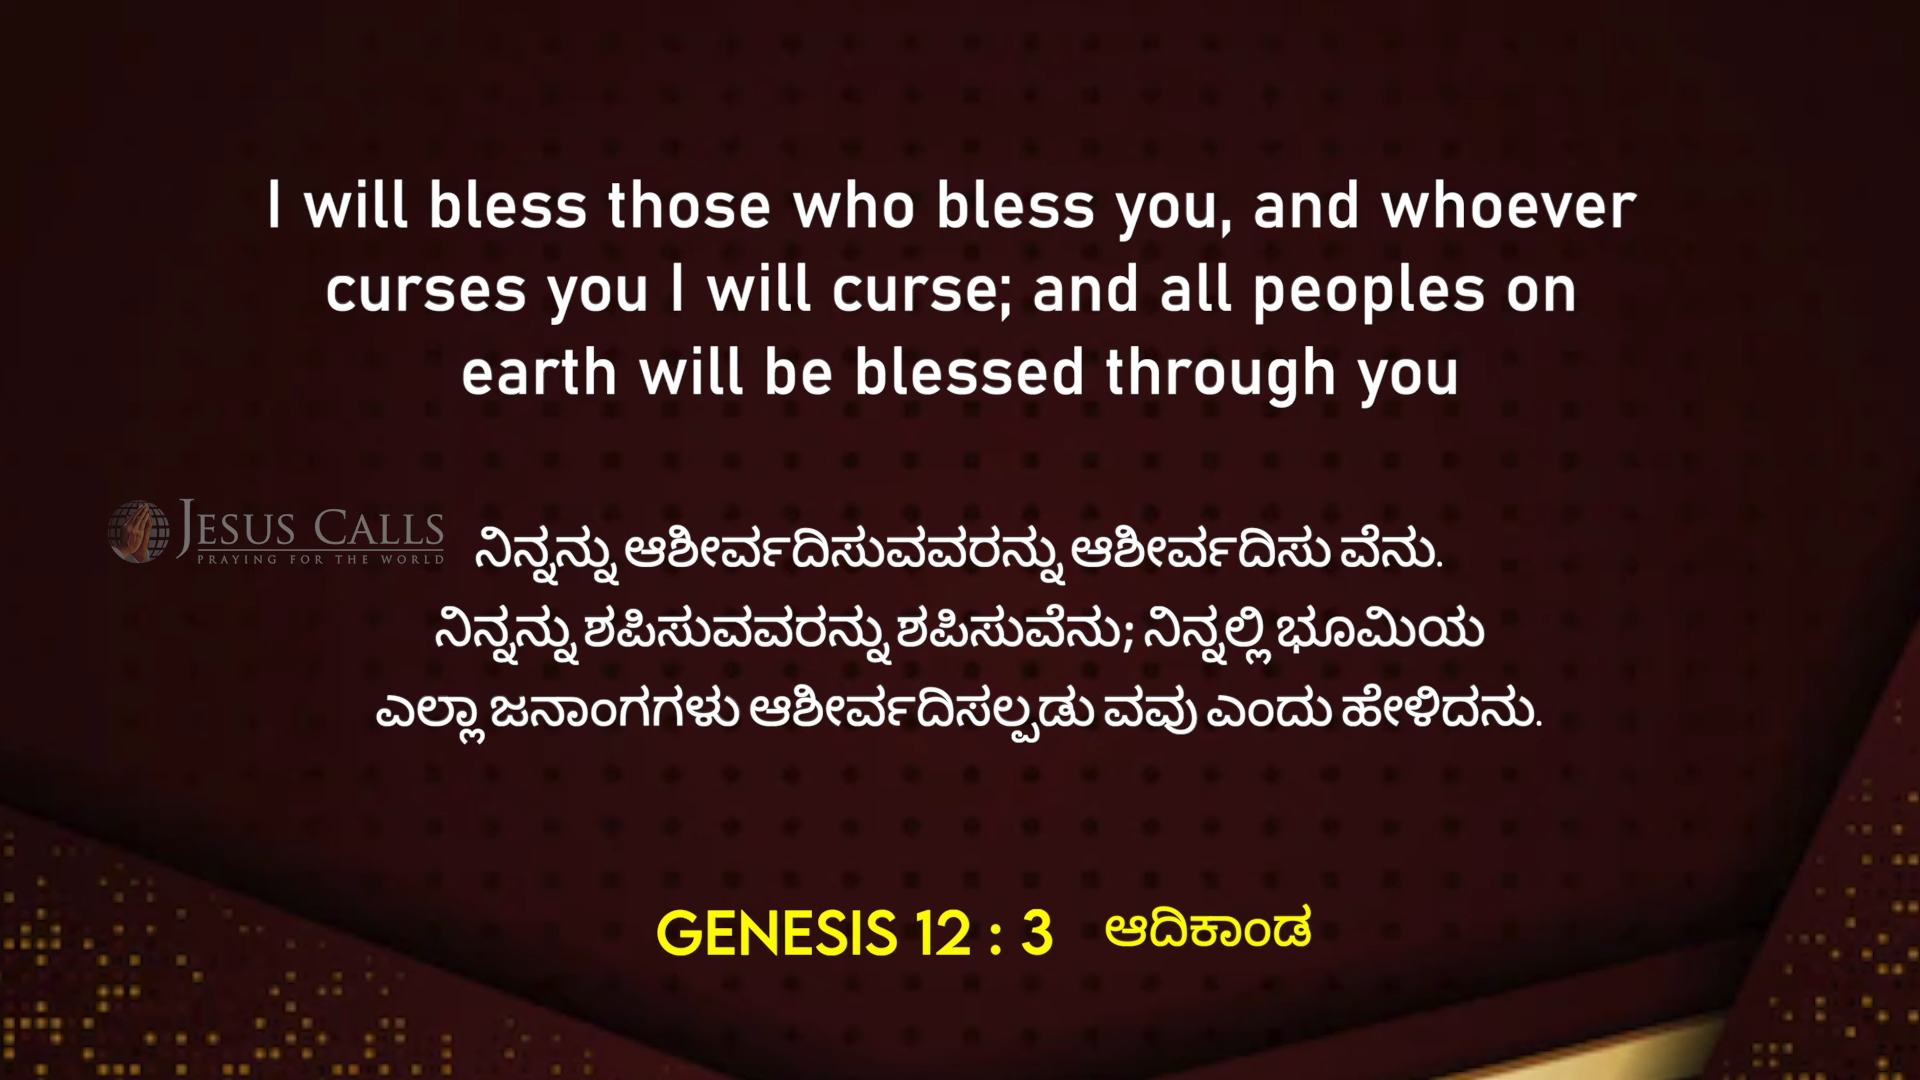 I will bless those who bless you, and whoever
curses you I will curse; and all peoples on
earth will be blessed through you
JESUS CALLS
PRAYING FOR THE WORLD
ನಿನ್ನನ್ನು ಆಶೀರ್ವದಿಸುವವರನ್ನು ಆಶೀರ್ವದಿಸು ವೆನು.
ನಿನ್ನನ್ನು ಶಪಿಸುವವರನ್ನು ಶಪಿಸುವೆನು; ನಿನ್ನಲ್ಲಿ ಭೂಮಿಯ
ಎಲ್ಲಾ ಜನಾಂಗಗಳು ಆಶೀರ್ವದಿಸಲ್ಪಡು ವವು ಎಂದು ಹೇಳಿದನು.
GENESIS 12 : 3 ಆದಿಕಾಂಡ